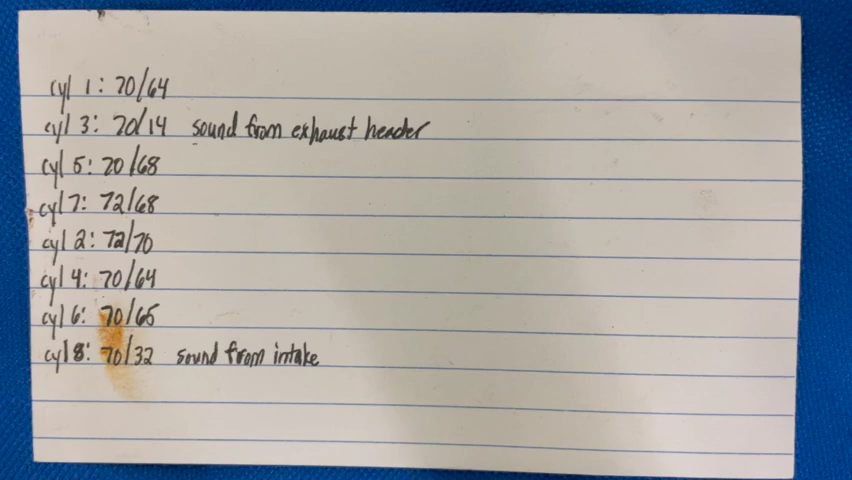 cyl 1: 70/64
cyl 3: 70/14 sound from exhaust header
cyl 5: 70/68
cyl 7: 72/68
cyl 2: 72/70
cyl 4: 70/64
cyl 6: 70/65
cyl 8: 70/32 sound from intake